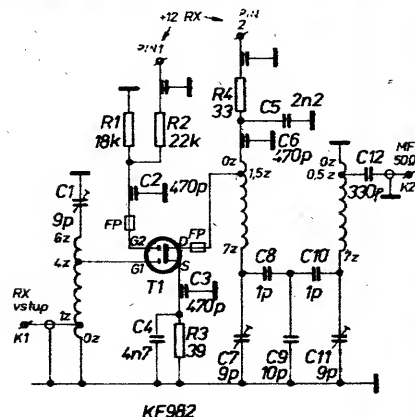 +12 RX
PIN1
PIN 2
R1
18k
R2
22k
R4
33
C5
2n2
C6
470p
C2
470p
C1
9p
6z
4z
1z
0z
FP
FP
G2
G1
D
S
T1
0z
1,5z
7z
0z
0,5z
7z
C12
330p
MF
50Ω
K2
C8
1p
C10
1p
C3
470p
RX
vstup
K1
C4
4n7
R3
39
C7
9p
C9
10p
C11
9p
KF982